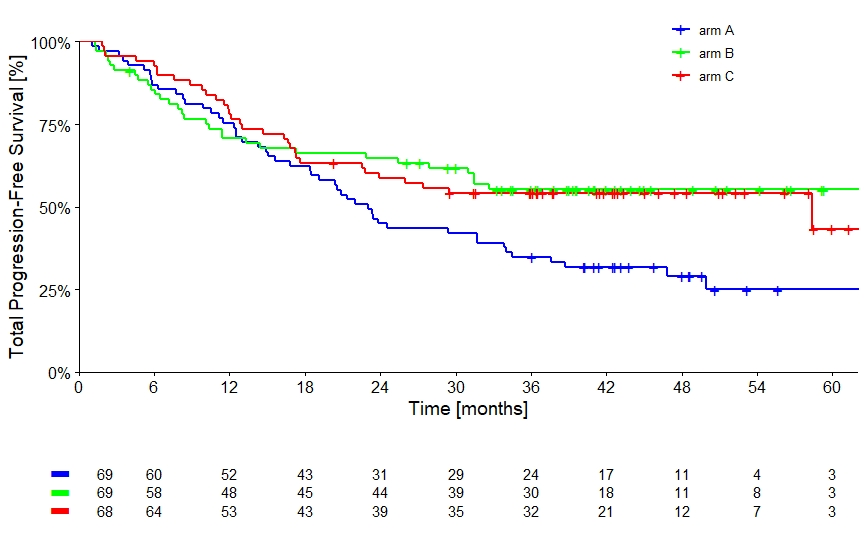 arm A
arm B
arm C
Total Progression-Free Survival [%]
100%
75%
50%
25%
0%
0 6 12 18 24 30 36 42 48 54 60
Time [months]
69 60 52 43 31 29 24 17 11 4 3
69 58 48 45 44 39 30 18 11 8 3
68 64 53 43 39 35 32 21 12 7 3